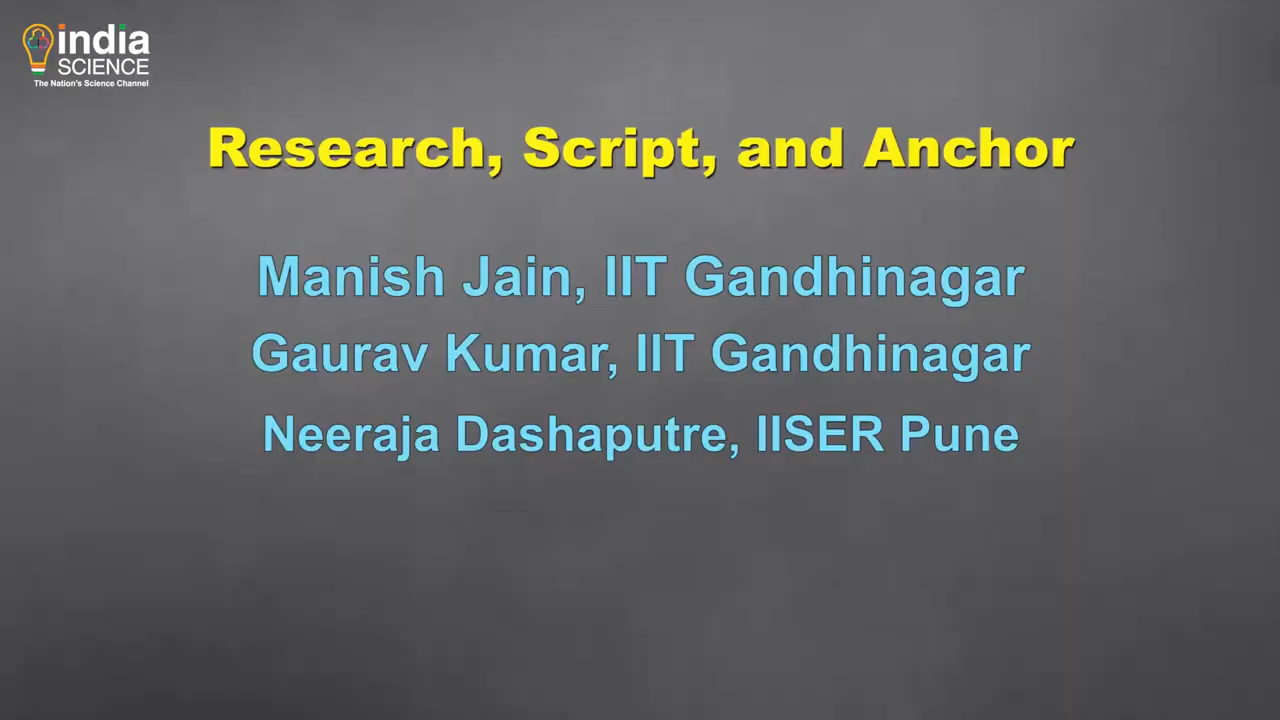 india
SCIENCE
The Nation's Science Channel
Research, Script, and Anchor
Manish Jain, IIT Gandhinagar
Gaurav Kumar, IIT Gandhinagar
Neeraja Dashaputre, IISER Pune